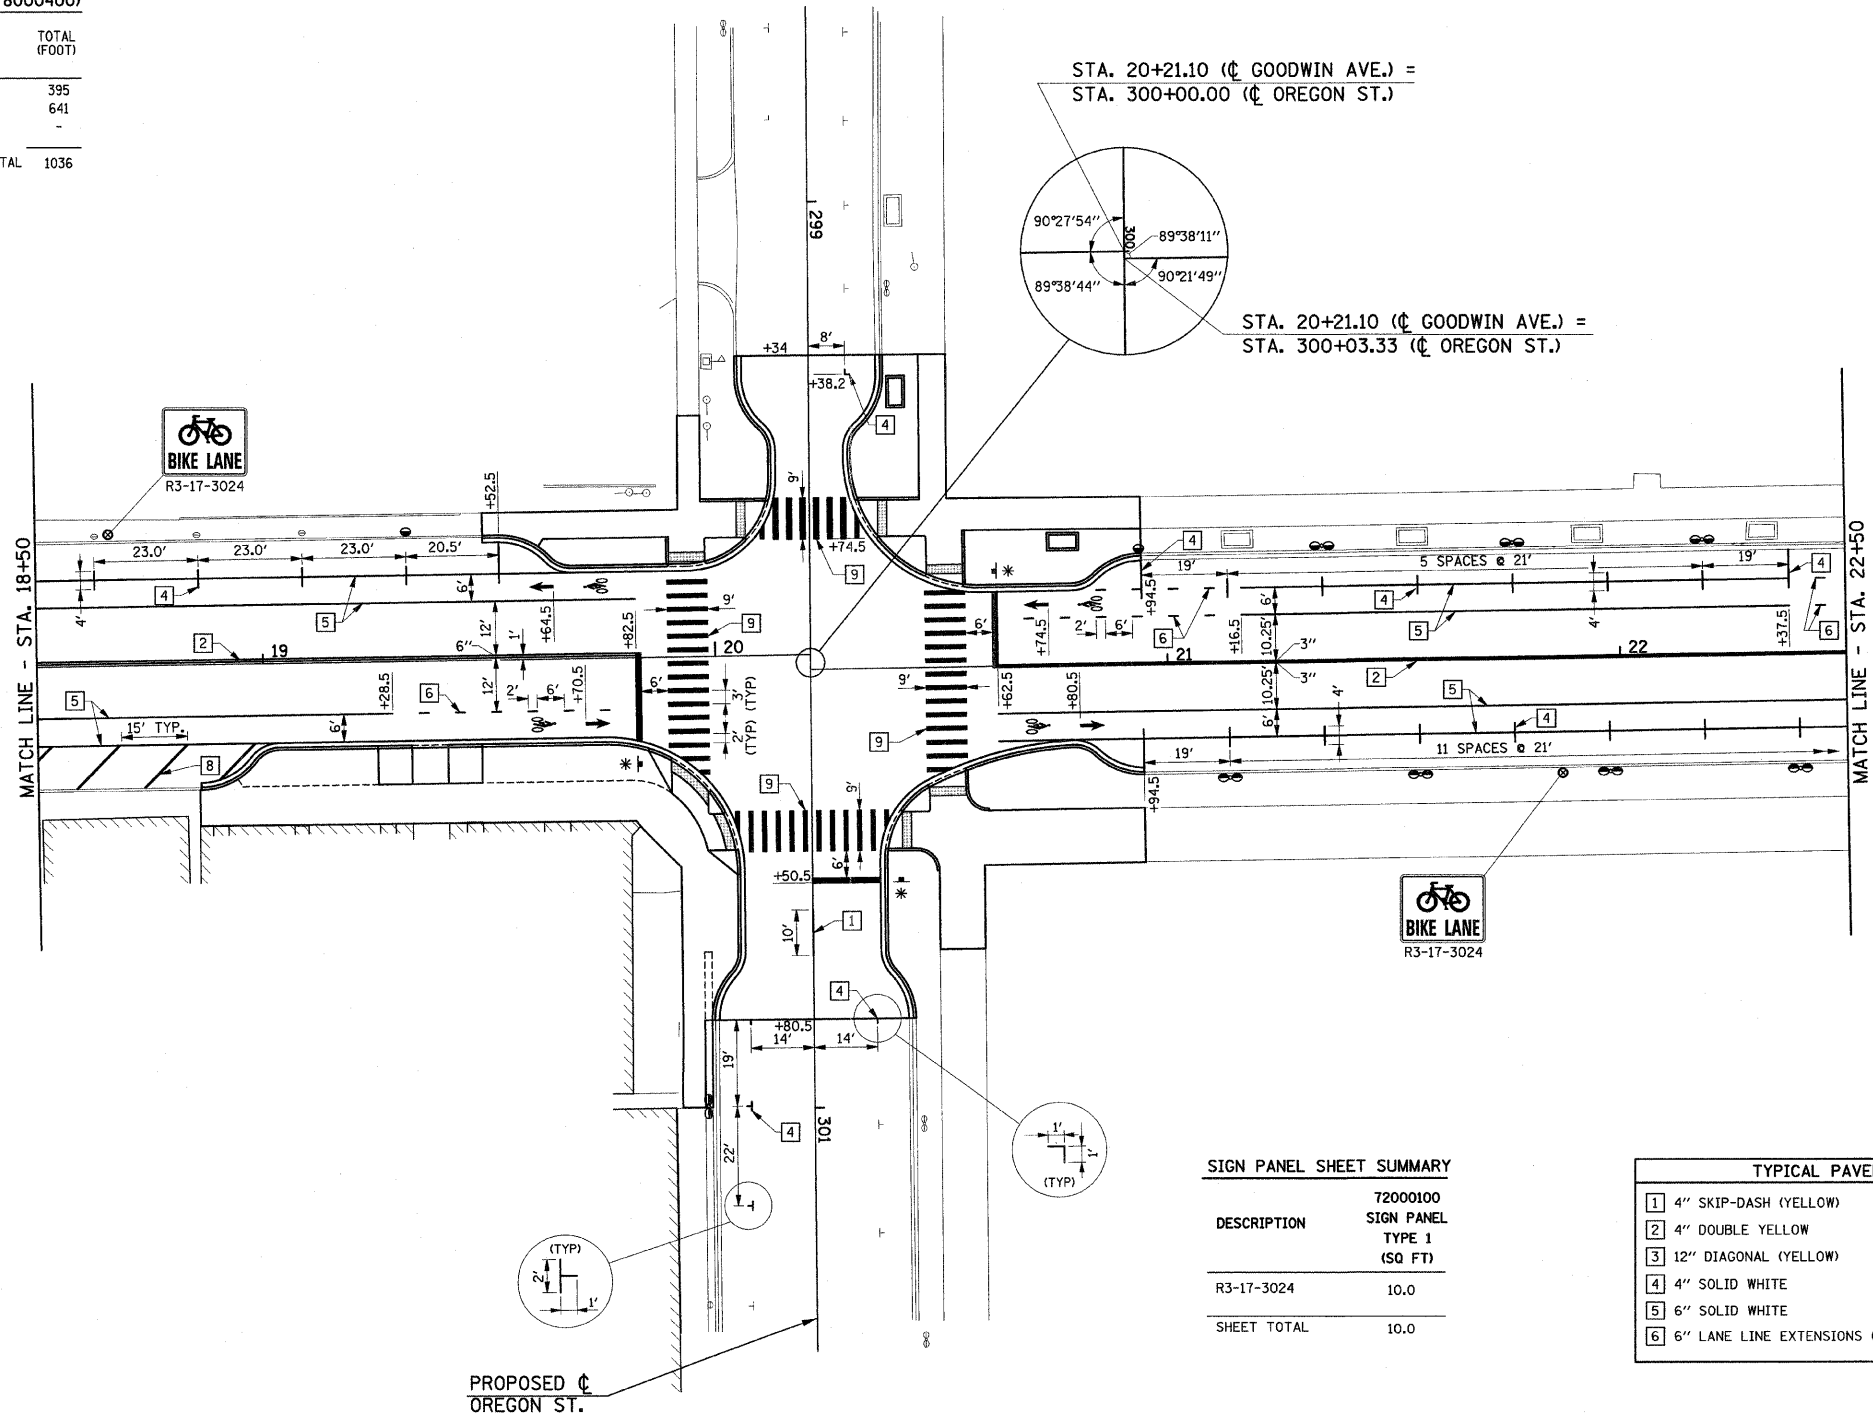 TOTAL
(FOOT)
395
641
-
TAL 1036
STA. 20+21.10 (℄ GOODWIN AVE.) =
STA. 300+00.00 (℄ OREGON ST.)
90°27'54"
300
89°38'11"
89°38'44"
90°21'49"
STA. 20+21.10 (℄ GOODWIN AVE.) =
STA. 300+03.33 (℄ OREGON ST.)
299
+34
8'
+38.2
4
BIKE LANE
R3-17-3024
MATCH LINE - STA. 18+50
MATCH LINE - STA. 22+50
+52.5
6'
+74.5
9
23.0'
23.0'
23.0'
20.5'
4'
4
6'
5
+64.5
12'
1'
+82.5
9'
9
2
19
6"
20
5
+28.5
12'
6
2'
6'
+70.5
6'
3'
(TYP)
2'
(TYP)
15' TYP.
6'
8
*
*
4
+94.5
19'
5 SPACES @ 21'
19'
4
4
6'
4'
5
6
6
+74.5
2'
6'
6'
+16.5
10.25'
3"
+37.5
21
22
9'
+62.5
+80.5
10.25'
3"
2
4'
5
6'
4
9
19'
11 SPACES @ 21'
+94.5
9
9'
6'
+50.5
*
10'
1
BIKE LANE
R3-17-3024
4
+80.5
14'
14'
19'
4
301
22'
1'
1'
(TYP)
(TYP)
2'
1'
PROPOSED ℄
OREGON ST.
SIGN PANEL SHEET SUMMARY
72000100
DESCRIPTION SIGN PANEL
TYPE 1
(SQ FT)
R3-17-3024 10.0
SHEET TOTAL 10.0
TYPICAL PAVE
1 4" SKIP-DASH (YELLOW)
2 4" DOUBLE YELLOW
3 12" DIAGONAL (YELLOW)
4 4" SOLID WHITE
5 6" SOLID WHITE
6 6" LANE LINE EXTENSIONS